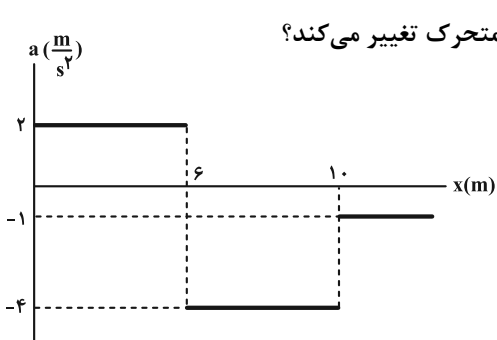 متحرک تغییر می‌کند؟
a (m/s²)
۲
۶
۱۰
x(m)
-۱
-۴